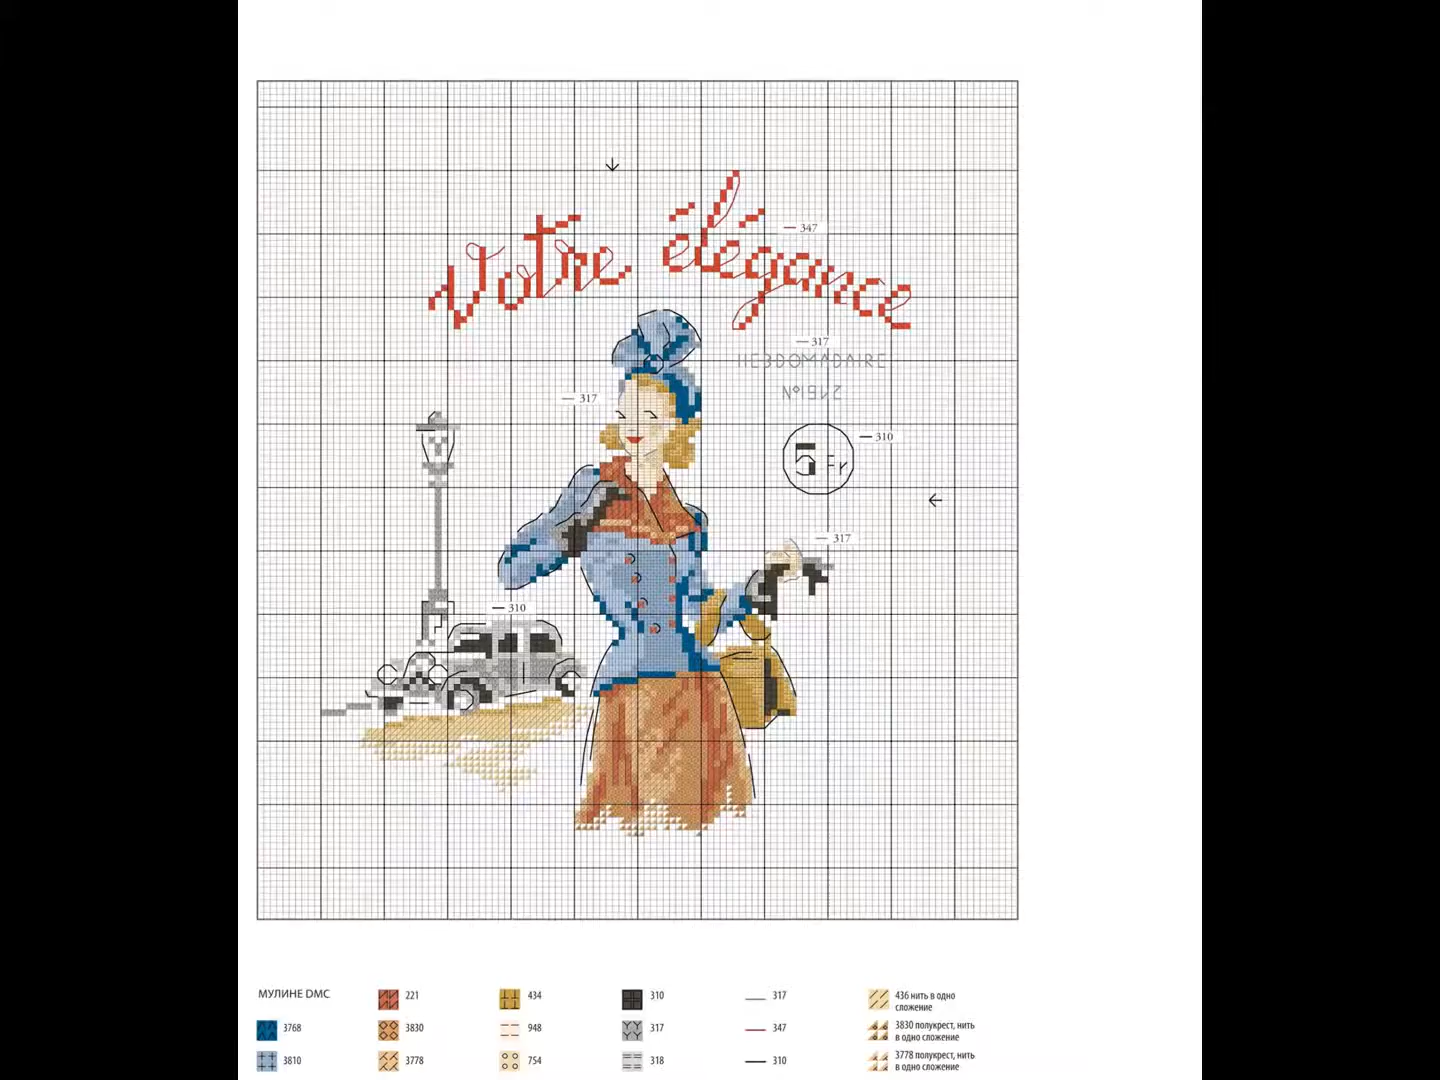 Votre élégance
347
317
HEBDOMADAIRE
N°1942
317
310
5 Fr
317
310
МУЛИНЕ DMC
3768
3810
221
3830
3778
434
948
754
310
317
318
317
347
310
436 нить в одно
сложение
3830 полукрест, нить
в одно сложение
3778 полукрест, нить
в одно сложение